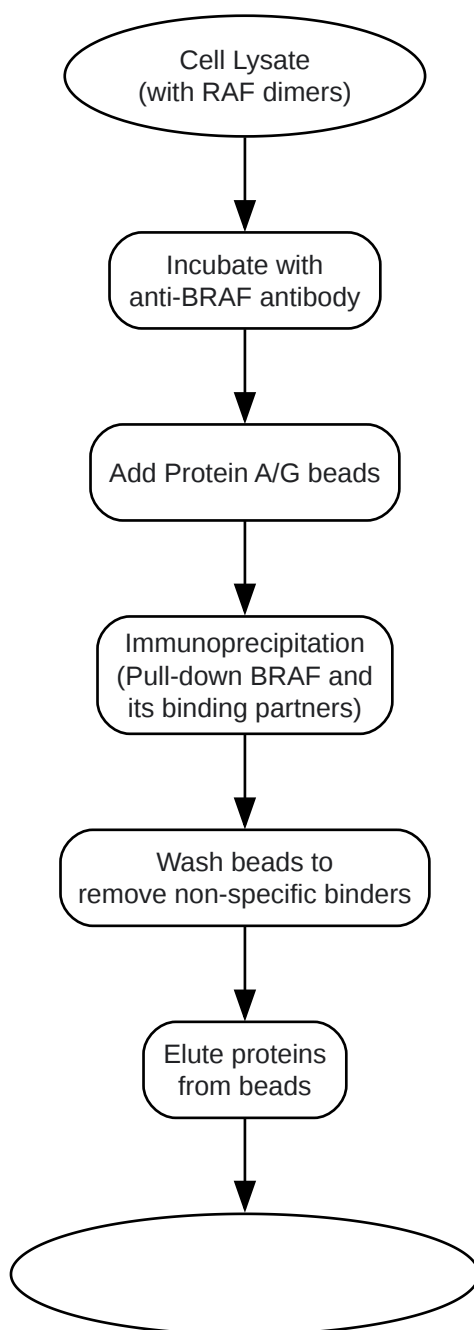 Cell Lysate
(with RAF dimers)
Incubate with
anti-BRAF antibody
Add Protein A/G beads
Immunoprecipitation
(Pull-down BRAF and
its binding partners)
Wash beads to
remove non-specific binders
Elute proteins
from beads